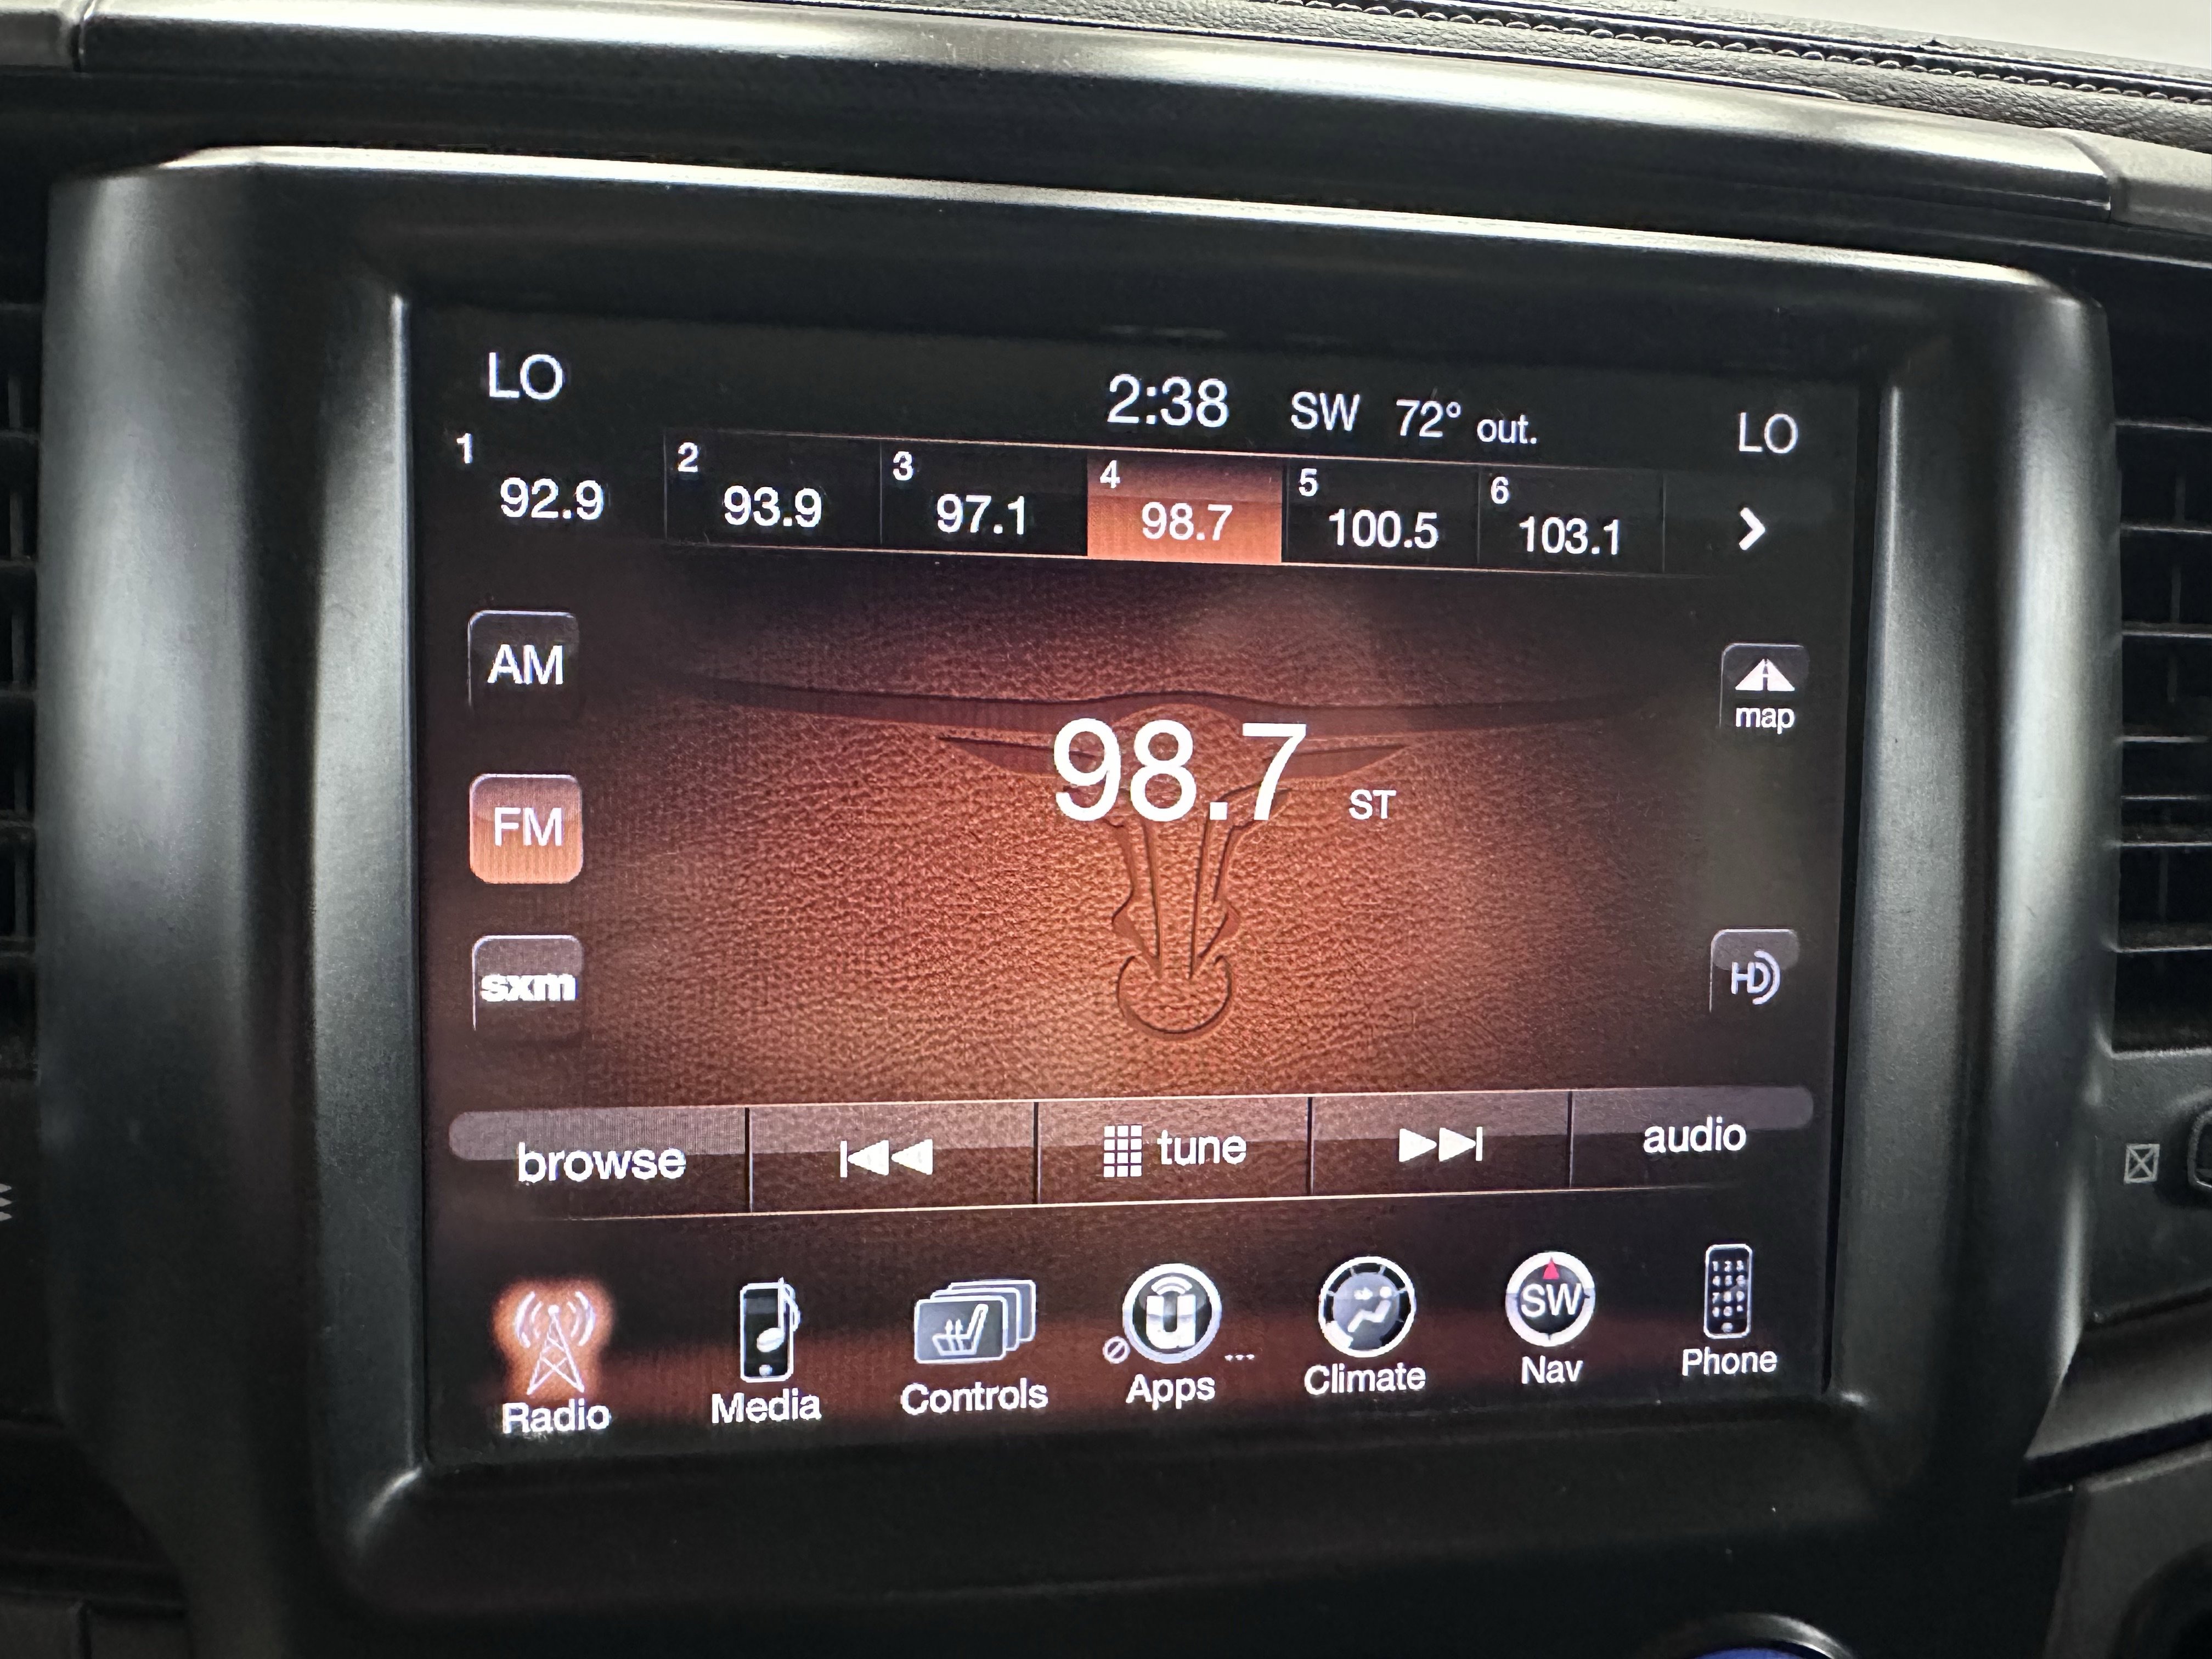 LO 2:38 SW 72° out. LO
1 92.9 2 93.9 3 97.1 4 98.7 5 100.5 6 103.1
AM
map
98.7 ST
FM
HD
sxm
browse tune audio
SW
Radio Media Controls Apps Climate Nav Phone